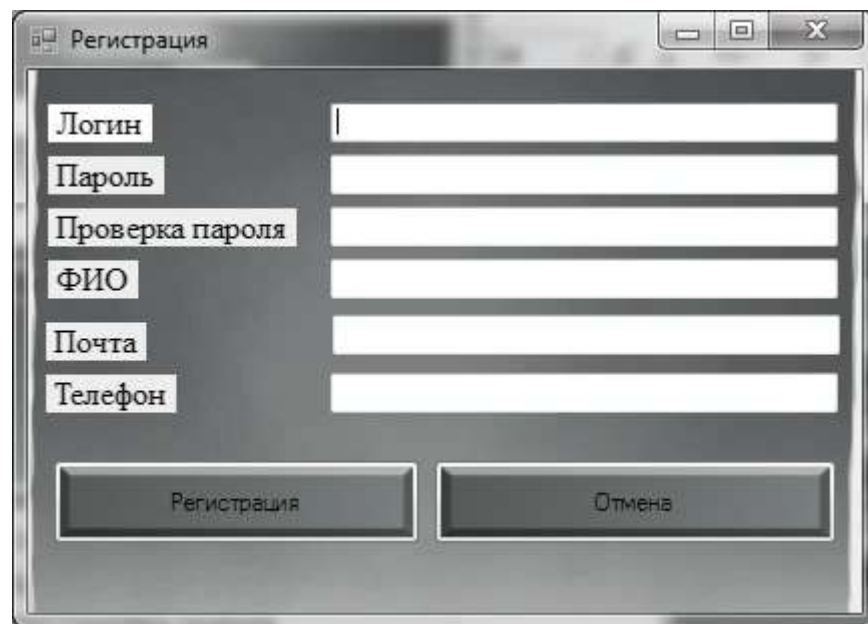 Регистрация
Логин
Пароль
Проверка пароля
ФИО
Почта
Телефон
Регистрация Отмена